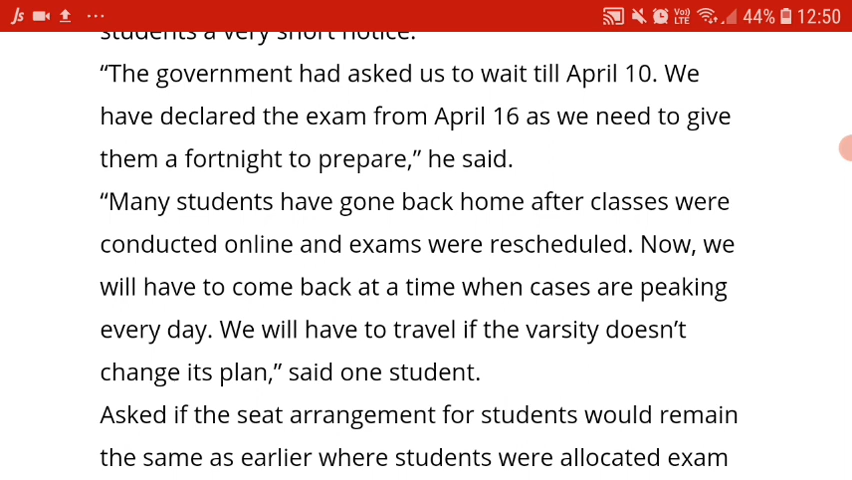 44% 12:50
students a very short notice.
“The government had asked us to wait till April 10. We
have declared the exam from April 16 as we need to give
them a fortnight to prepare,” he said.
“Many students have gone back home after classes were
conducted online and exams were rescheduled. Now, we
will have to come back at a time when cases are peaking
every day. We will have to travel if the varsity doesn’t
change its plan,” said one student.
Asked if the seat arrangement for students would remain
the same as earlier where students were allocated exam